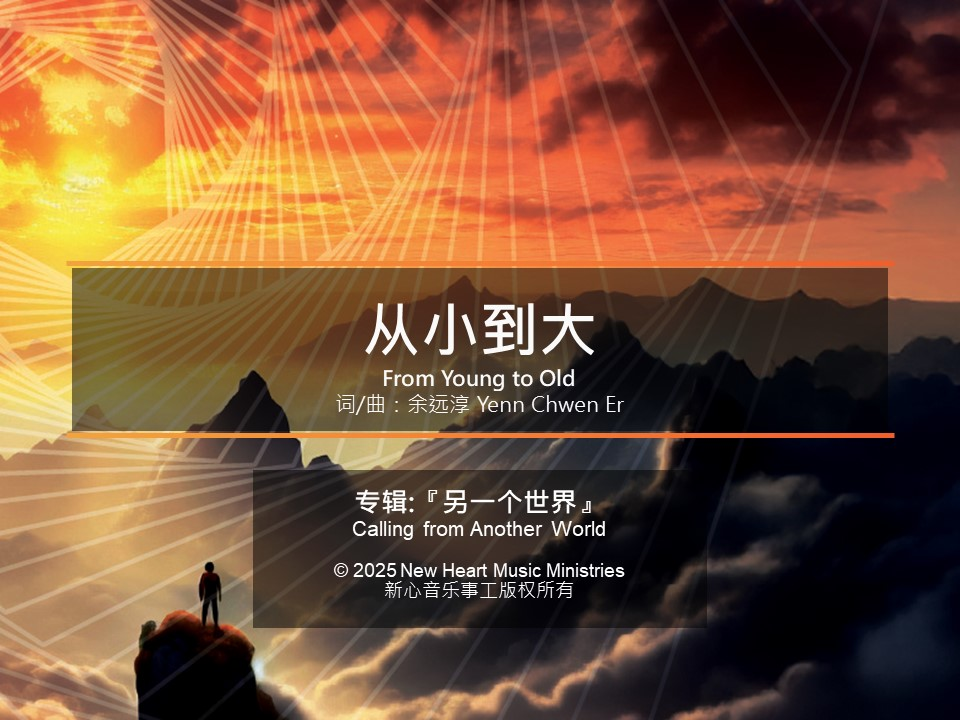 从小到大
From Young to Old
词/曲：余远淳 Yenn Chwen Er
专辑:『另一个世界』
Calling from Another World
© 2025 New Heart Music Ministries
新心音乐事工版权所有